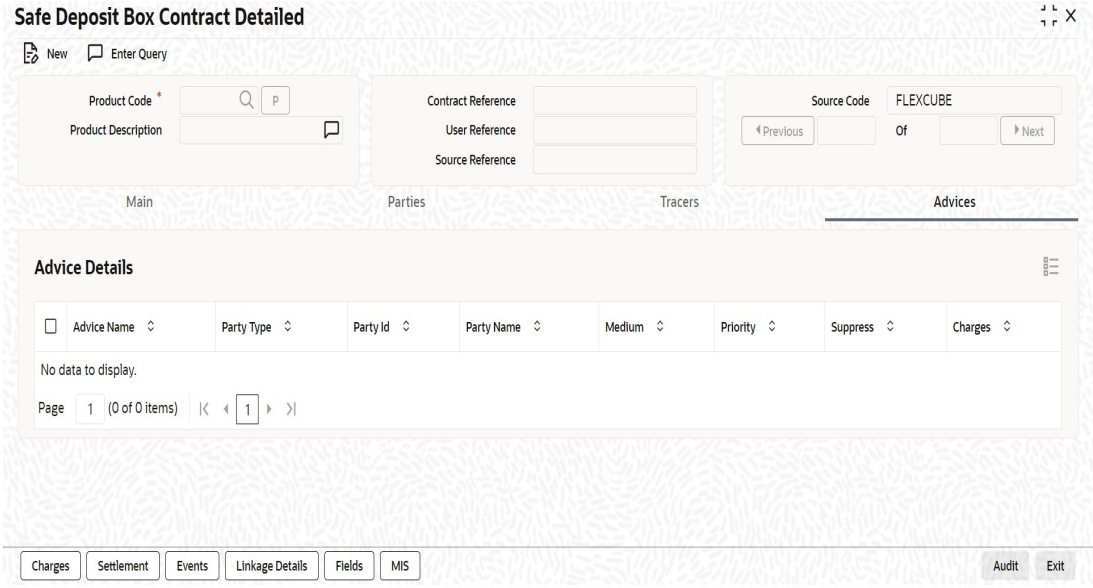 Safe Deposit Box Contract Detailed
New Enter Query
Product Code * P
Product Description
Contract Reference
User Reference
Source Reference
Source Code FLEXCUBE
Previous Of Next
Main Parties Tracers Advices
Advice Details
Advice Name Party Type Party Id Party Name Medium Priority Suppress Charges
No data to display.
Page 1 (0 of 0 items) 1
Charges Settlement Events Linkage Details Fields MIS Audit Exit